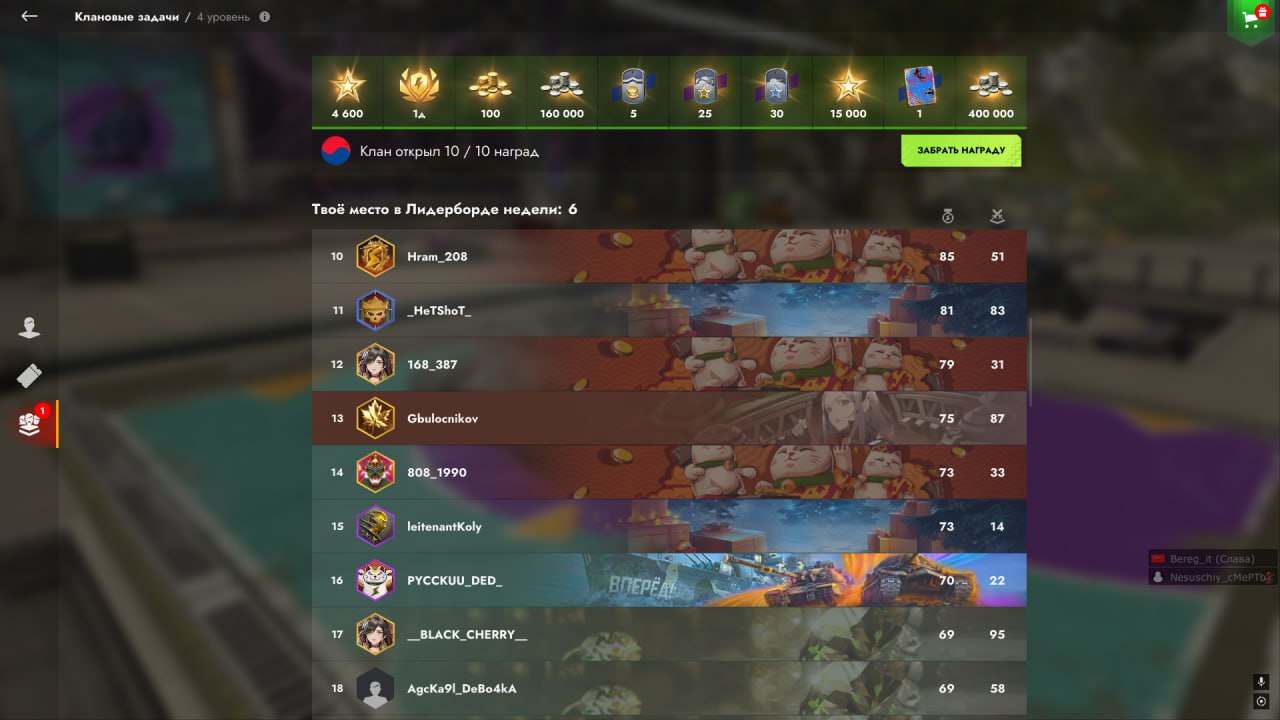 Клановые задачи / 4 уровень
4 600 1д 100 160 000 5 25 30 15 000 1 400 000
Клан открыл 10 / 10 наград
ЗАБРАТЬ НАГРАДУ
Твоё место в Лидерборде недели: 6
10 Hram_208 85 51
11 _HeTShoT_ 81 83
12 168_387 79 31
13 Gbulocnikov 75 87
14 808_1990 73 33
15 leitenantKoly 73 14
16 PYCCKUU_DED_ ВПЕРЁД! 70 22
17 __BLACK_CHERRY__ 69 95
18 AgcKa9l_DeBo4kA 69 58
1
Bereg_it (Слава)
Nesuschiy_cMePTb